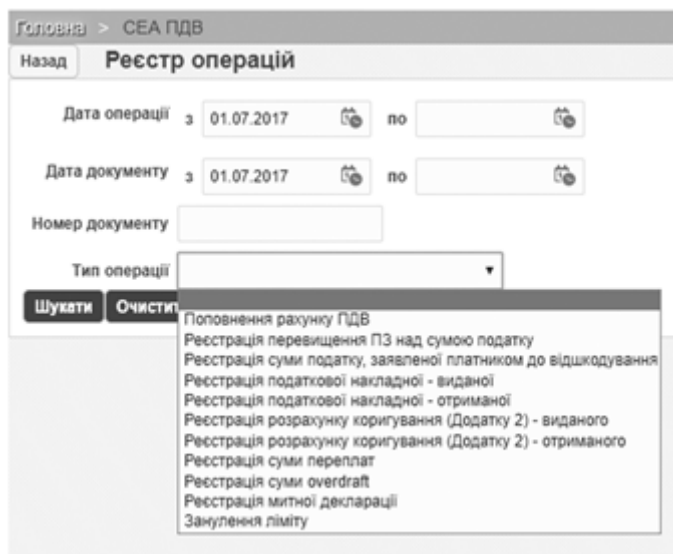 Головна > СЕА ПДВ
Назад Реєстр операцій
Дата операції з 01.07.2017 по
Дата документу з 01.07.2017 по
Номер документу
Тип операції
Шукати Очистит
Поповнення рахунку ПДВ
Реєстрація перевищення ПЗ над сумою податку
Реєстрація суми податку, заявленої платником до відшкодування
Реєстрація податкової накладної - виданої
Реєстрація податкової накладної - отриманої
Реєстрація розрахунку коригування (Додатку 2) - виданого
Реєстрація розрахунку коригування (Додатку 2) - отриманого
Реєстрація суми переплат
Реєстрація суми overdraft
Реєстрація митної декларації
Занулення ліміту